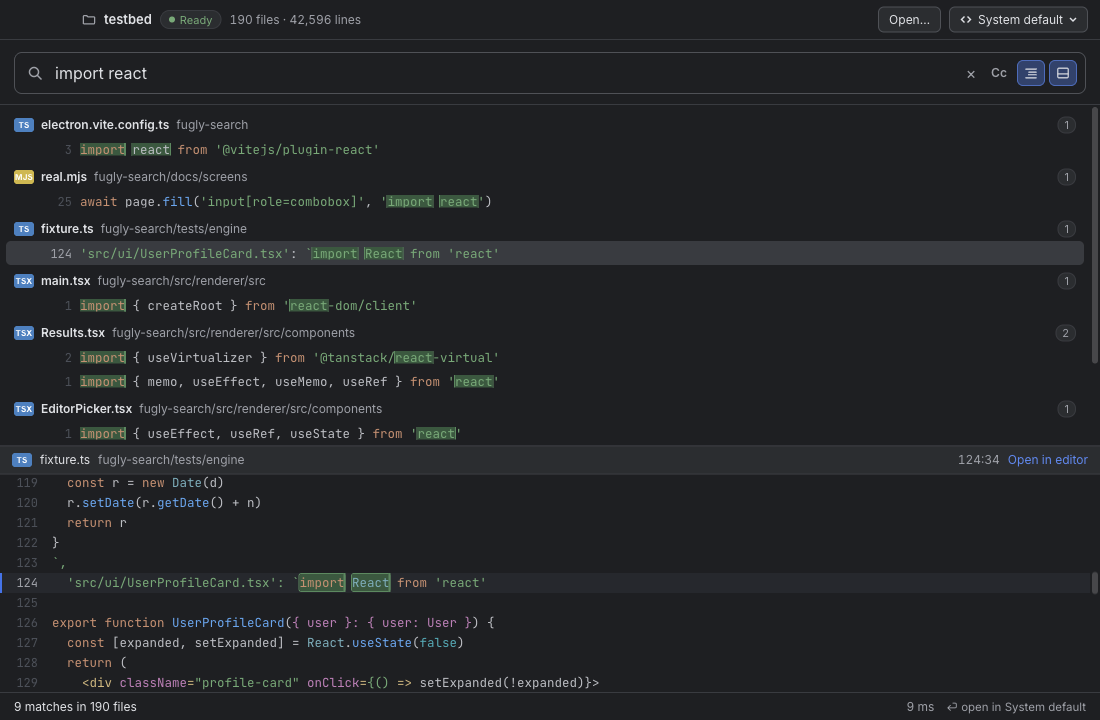 testbed Ready 190 files · 42,596 lines Open... System default
import react × Cc
TS electron.vite.config.ts fugly-search 1
3 import react from '@vitejs/plugin-react'
MJS real.mjs fugly-search/docs/screens 1
25 await page.fill('input[role=combobox]', 'import react')
TS fixture.ts fugly-search/tests/engine 1
124 'src/ui/UserProfileCard.tsx': `import React from 'react'
TSX main.tsx fugly-search/src/renderer/src 1
1 import { createRoot } from 'react-dom/client'
TSX Results.tsx fugly-search/src/renderer/src/components 2
2 import { useVirtualizer } from '@tanstack/react-virtual'
1 import { memo, useEffect, useMemo, useRef } from 'react'
TSX EditorPicker.tsx fugly-search/src/renderer/src/components 1
1 import { useEffect, useRef, useState } from 'react'
TS fixture.ts fugly-search/tests/engine 124:34 Open in editor
119 const r = new Date(d)
120 r.setDate(r.getDate() + n)
121 return r
122 }
123 `,
124 'src/ui/UserProfileCard.tsx': `import React from 'react'
125
126 export function UserProfileCard({ user }: { user: User }) {
127 const [expanded, setExpanded] = React.useState(false)
128 return (
129 <div className="profile-card" onClick={() => setExpanded(!expanded)}>
9 matches in 190 files 9 ms ⏎ open in System default